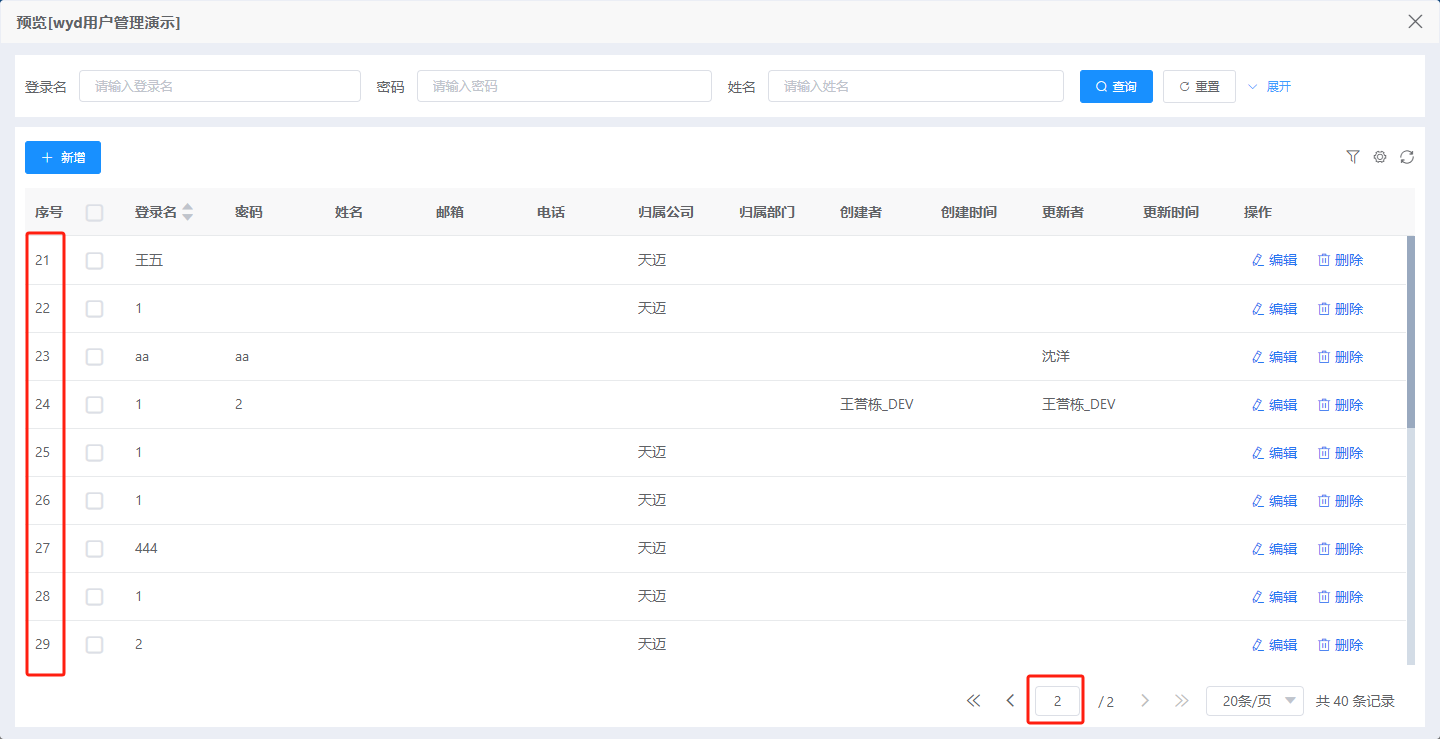 预览[wyd用户管理演示]
登录名 请输入登录名 密码 请输入密码 姓名 请输入姓名 查询 重置 展开
新增
序号 登录名 密码 姓名 邮箱 电话 归属公司 归属部门 创建者 创建时间 更新者 更新时间 操作
21 王五 天迈 编辑 删除
22 1 天迈 编辑 删除
23 aa aa 沈洋 编辑 删除
24 1 2 王营栋_DEV 王营栋_DEV 编辑 删除
25 1 天迈 编辑 删除
26 1 天迈 编辑 删除
27 444 天迈 编辑 删除
28 1 天迈 编辑 删除
29 2 天迈 编辑 删除
2 / 2 20条/页 共 40 条记录